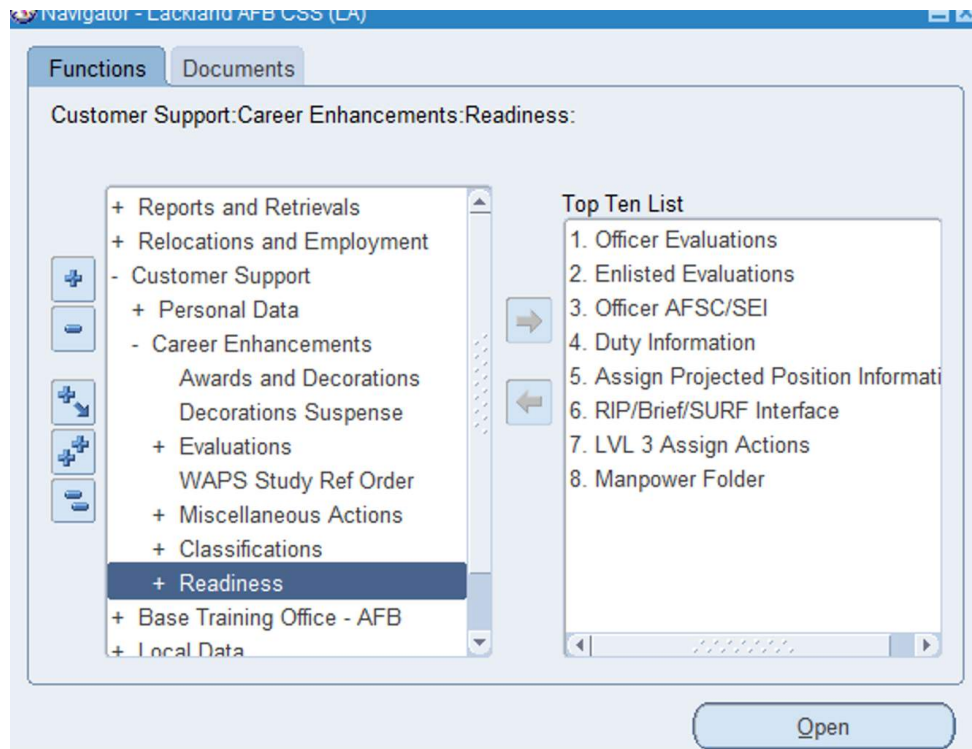 Navigator - Lackland AFB CSS (LA)
Functions
Documents
Customer Support:Career Enhancements:Readiness:
+ Reports and Retrievals
+ Relocations and Employment
- Customer Support
+ Personal Data
- Career Enhancements
Awards and Decorations
Decorations Suspense
+ Evaluations
WAPS Study Ref Order
+ Miscellaneous Actions
+ Classifications
+ Readiness
+ Base Training Office - AFB
+ Local Data
Top Ten List
1. Officer Evaluations
2. Enlisted Evaluations
3. Officer AFSC/SEI
4. Duty Information
5. Assign Projected Position Informati
6. RIP/Brief/SURF Interface
7. LVL 3 Assign Actions
8. Manpower Folder
Open